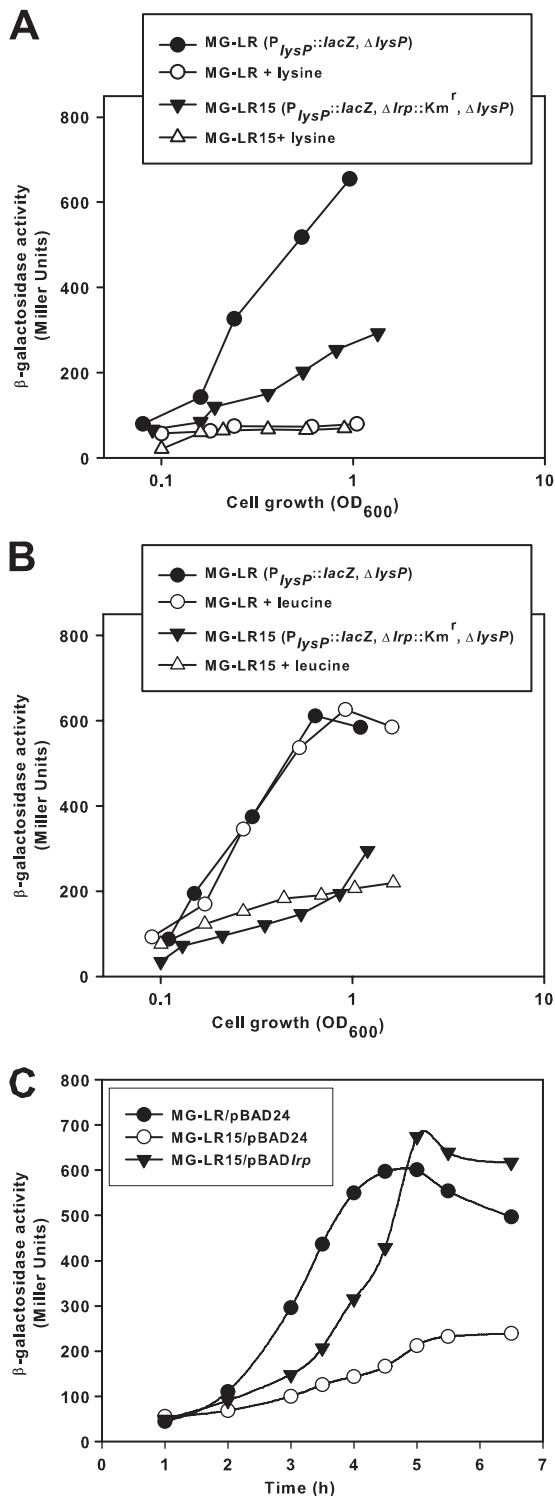 A
MG-LR (PlysP::lacZ, ΔlysP)
MG-LR + lysine
MG-LR15 (PlysP::lacZ, Δlrp::Kmr, ΔlysP)
MG-LR15+ lysine
800
600
400
200
0
β-galactosidase activity
(Miller Units)
0.1
1
10
Cell growth (OD600)
B
MG-LR (PlysP::lacZ, ΔlysP)
MG-LR + leucine
MG-LR15 (PlysP::lacZ, Δlrp::Kmr, ΔlysP)
MG-LR15 + leucine
800
600
400
200
0
β-galactosidase activity
(Miller Units)
0.1
1
10
Cell growth (OD600)
C
MG-LR/pBAD24
MG-LR15/pBAD24
MG-LR15/pBADlrp
800
700
600
500
400
300
200
100
0
β-galactosidase activity
(Miller Units)
0
1
2
3
4
5
6
7
Time (h)